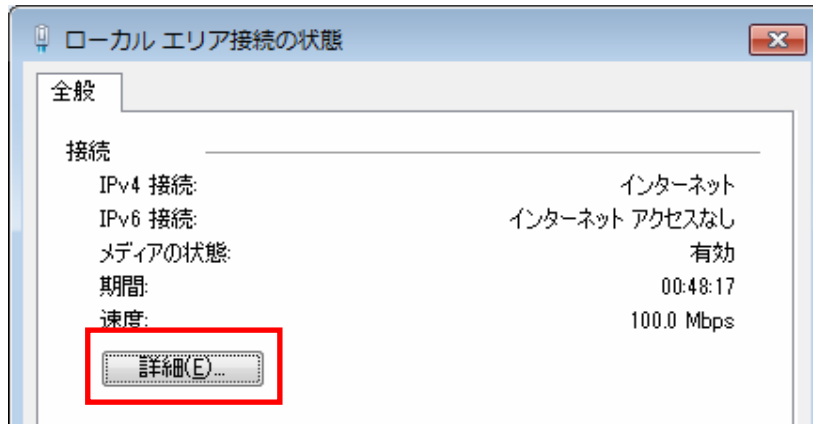 ローカル エリア接続の状態
全般
接続
IPv4 接続: インターネット
IPv6 接続: インターネット アクセスなし
メディアの状態: 有効
期間: 00:48:17
速度: 100.0 Mbps
詳細(E)...